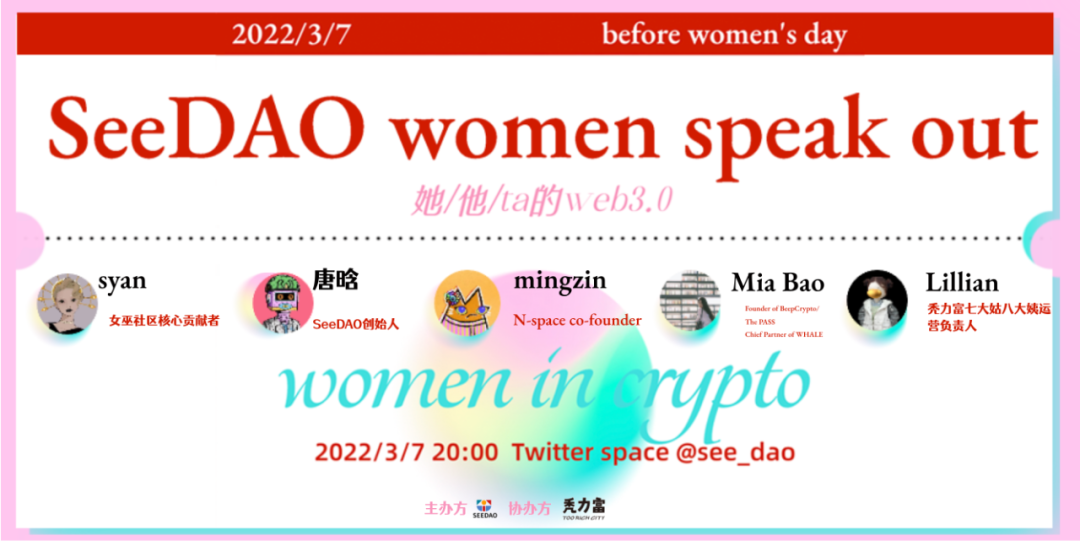 2022/3/7
before women's day
SeeDAO women speak out
她/他/ta的web3.0
syan
女巫社区核心贡献者
唐晗
SeeDAO创始人
mingzin
N-space co-founder
Mia Bao
Founder of BeepCrypto/
The PASS
Chief Partner of WHALE
Lillian
秃力富七大姑八大姨运
营负责人
women in crypto
2022/3/7 20:00 Twitter space @see_dao
主办方 SEEDAO 协办方 秃力富
TOO RICH CITY